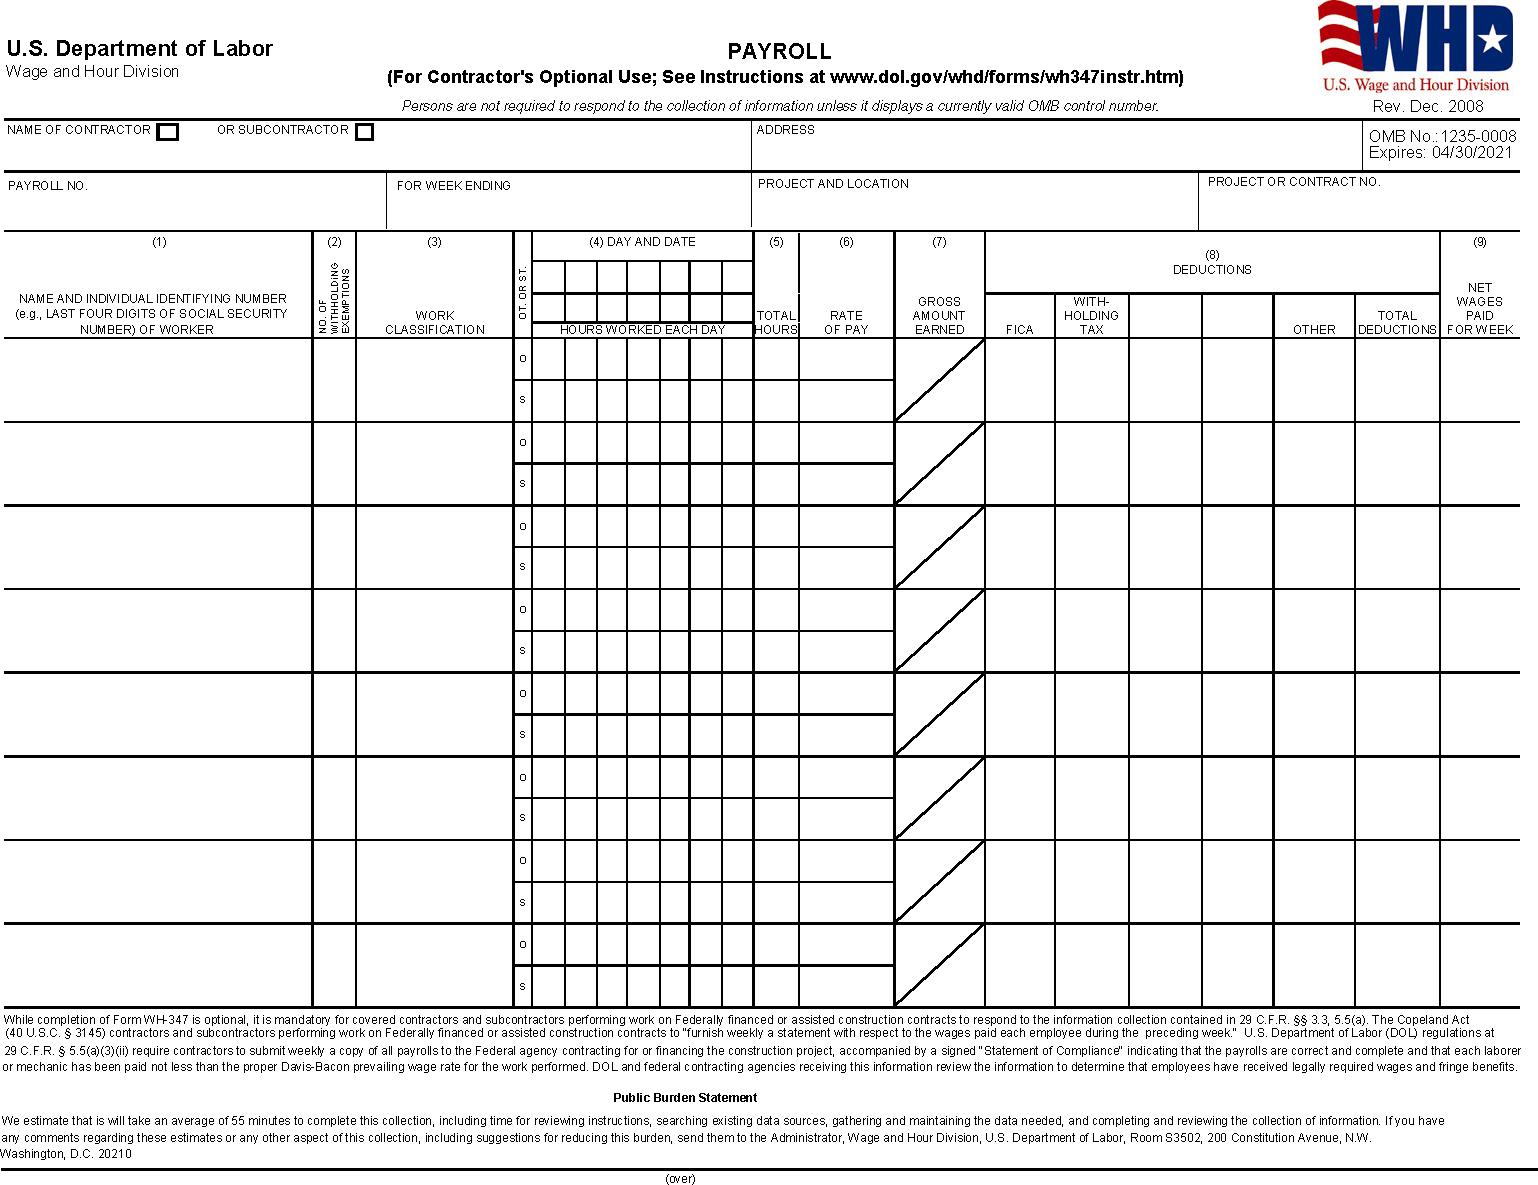 U.S. Department of Labor
Wage and Hour Division
PAYROLL
(For Contractor's Optional Use; See Instructions at www.dol.gov/whd/forms/wh347instr.htm)
Persons are not required to respond to the collection of information unless it displays a currently valid OMB control number.
WHD
U.S. Wage and Hour Division
Rev. Dec. 2008
NAME OF CONTRACTOR OR SUBCONTRACTOR
ADDRESS
OMB No.: 1235-0008
Expires: 04/30/2021
PAYROLL NO.
FOR WEEK ENDING
PROJECT AND LOCATION
PROJECT OR CONTRACT NO.
(1)
NAME AND INDIVIDUAL IDENTIFYING NUMBER
(e.g., LAST FOUR DIGITS OF SOCIAL SECURITY
NUMBER) OF WORKER
(2)
NO. OF
WITHHOLDING
EXEMPTIONS
(3)
WORK
CLASSIFICATION
OT. OR ST.
(4) DAY AND DATE
HOURS WORKED EACH DAY
(5)
TOTAL
HOURS
(6)
RATE
OF PAY
(7)
GROSS
AMOUNT
EARNED
(8)
DEDUCTIONS
FICA
WITH-
HOLDING
TAX
OTHER
TOTAL
DEDUCTIONS
(9)
NET
WAGES
PAID
FOR WEEK
O
S
O
S
O
S
O
S
O
S
O
S
O
S
O
S
While completion of Form WH-347 is optional, it is mandatory for covered contractors and subcontractors performing work on Federally financed or assisted construction contracts to respond to the information collection contained in 29 C.F.R. §§ 3.3, 5.5(a). The Copeland Act
(40 U.S.C. § 3145) contractors and subcontractors performing work on Federally financed or assisted construction contracts to "furnish weekly a statement with respect to the wages paid each employee during the preceding week." U.S. Department of Labor (DOL) regulations at
29 C.F.R. § 5.5(a)(3)(ii) require contractors to submit weekly a copy of all payrolls to the Federal agency contracting for or financing the construction project, accompanied by a signed "Statement of Compliance" indicating that the payrolls are correct and complete and that each laborer
or mechanic has been paid not less than the proper Davis-Bacon prevailing wage rate for the work performed. DOL and federal contracting agencies receiving this information review the information to determine that employees have received legally required wages and fringe benefits.
Public Burden Statement
We estimate that is will take an average of 55 minutes to complete this collection, including time for reviewing instructions, searching existing data sources, gathering and maintaining the data needed, and completing and reviewing the collection of information. If you have
any comments regarding these estimates or any other aspect of this collection, including suggestions for reducing this burden, send them to the Administrator, Wage and Hour Division, U.S. Department of Labor, Room S3502, 200 Constitution Avenue, N.W.
Washington, D.C. 20210
(over)